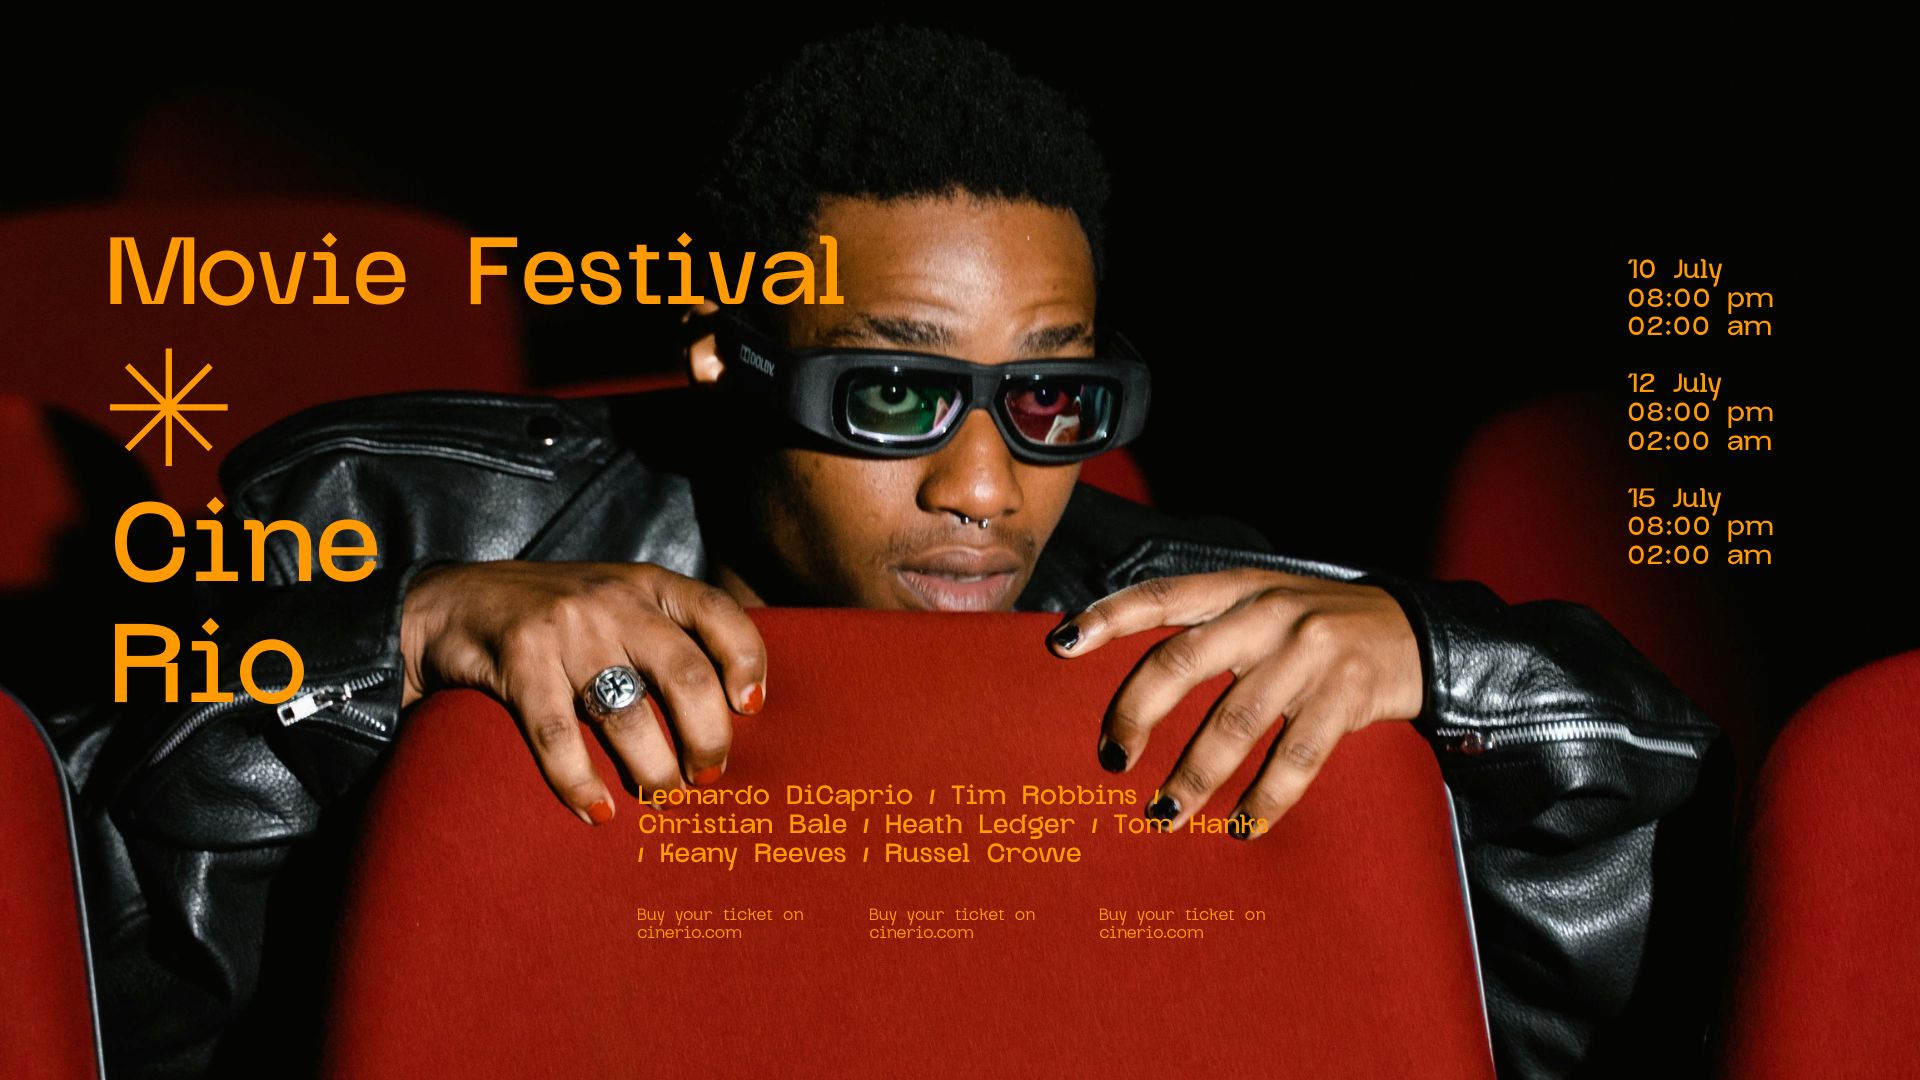 Movie Festival
Cine
Rio
10 July
08:00 pm
02:00 am
12 July
08:00 pm
02:00 am
15 July
08:00 pm
02:00 am
DOLBY.
Leonardo DiCaprio / Tim Robbins /
Christian Bale / Heath Ledger / Tom Hanks
/ Keany Reeves / Russel Crowe
Buy your ticket on
cinerio.com
Buy your ticket on
cinerio.com
Buy your ticket on
cinerio.com